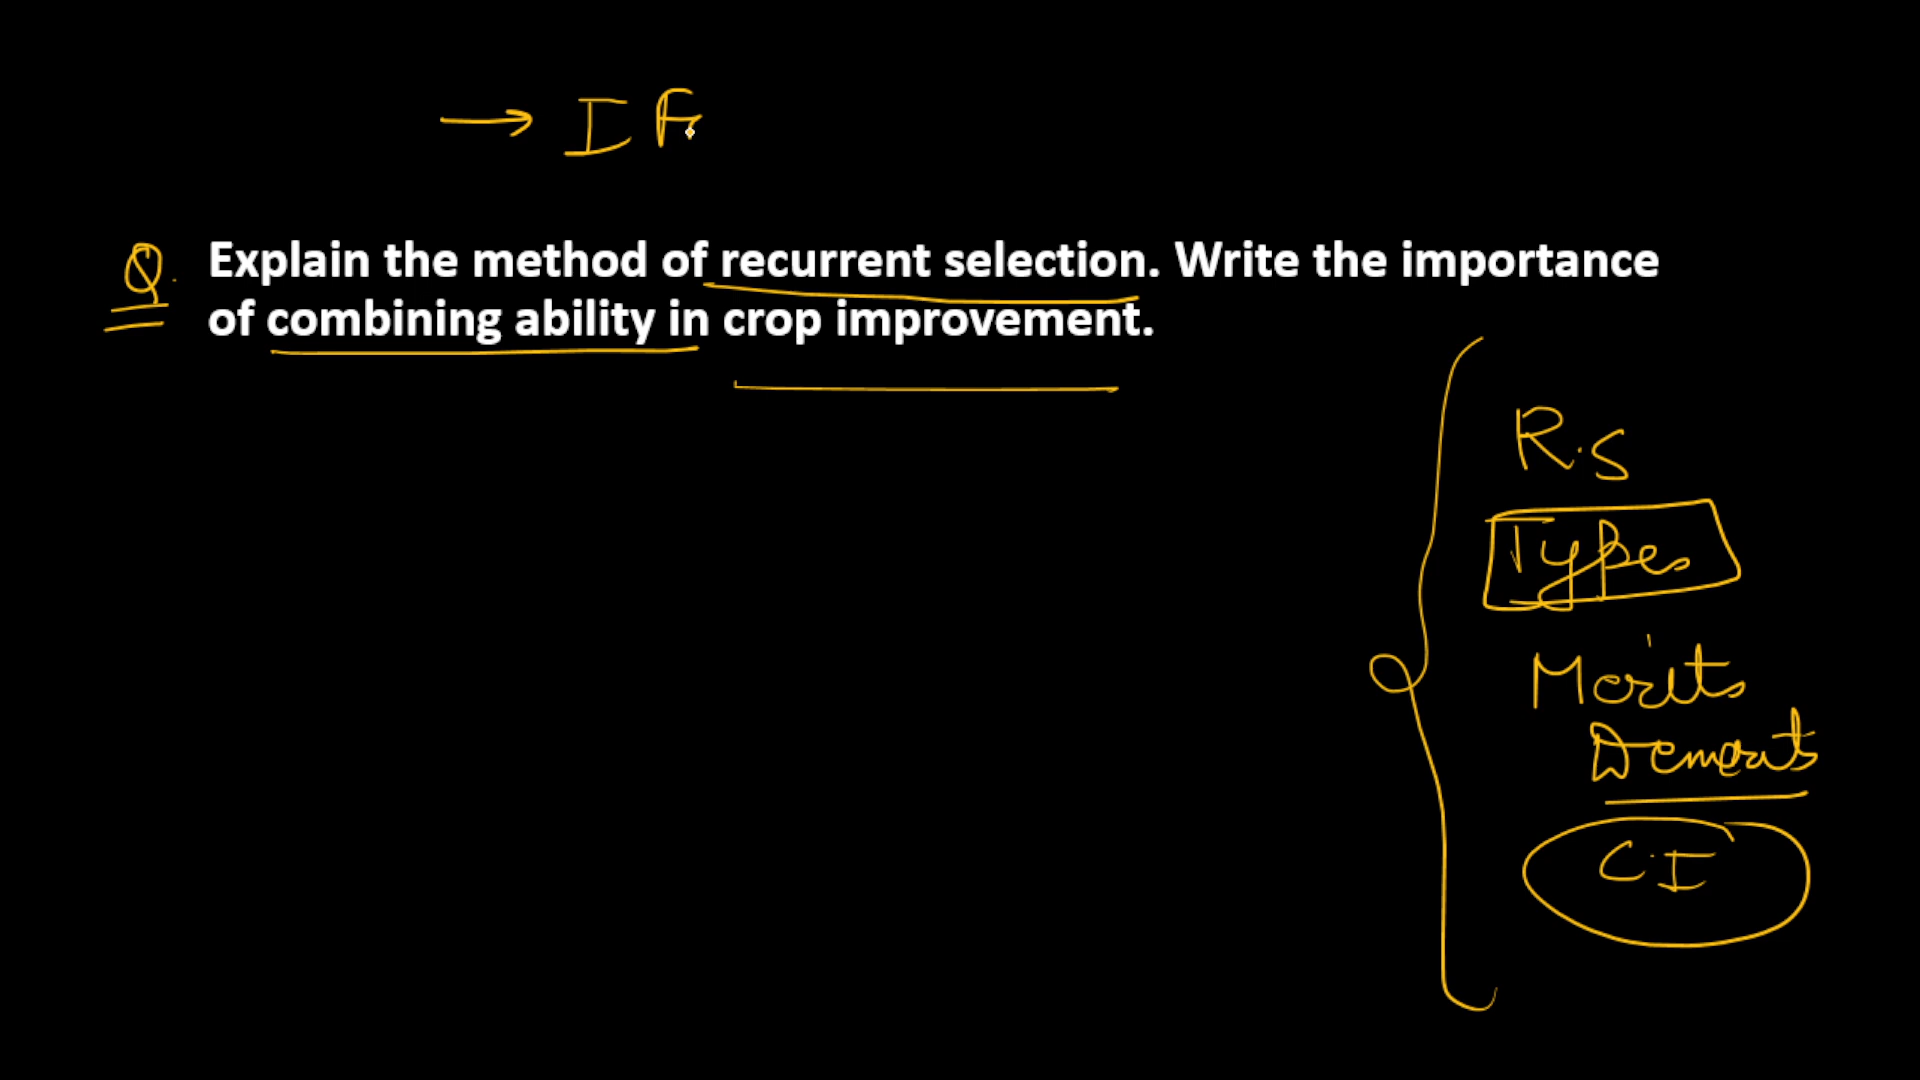 → I F
Q. Explain the method of recurrent selection. Write the importance
of combining ability in crop improvement.
R.S
Types
Merits
Demerits
C.I